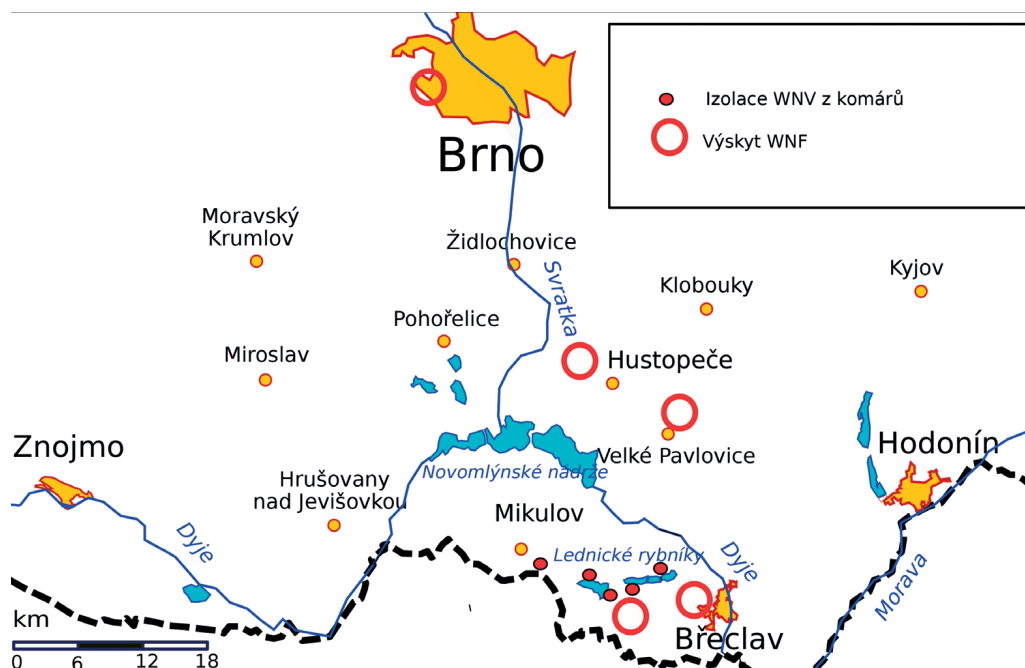 Izolace WNV z komárů
Výskyt WNF
Brno
Moravský
Krumlov
Židlochovice
Svratka
Klobouky
Kyjov
Pohořelice
Miroslav
Hustopeče
Znojmo
Hodonín
Velké Pavlovice
Novomlýnské nádrže
Hrušovany
nad Jevišovkou
Mikulov
Dyje
Lednické rybníky
Dyje
Morava
Břeclav
km
0 6 12 18